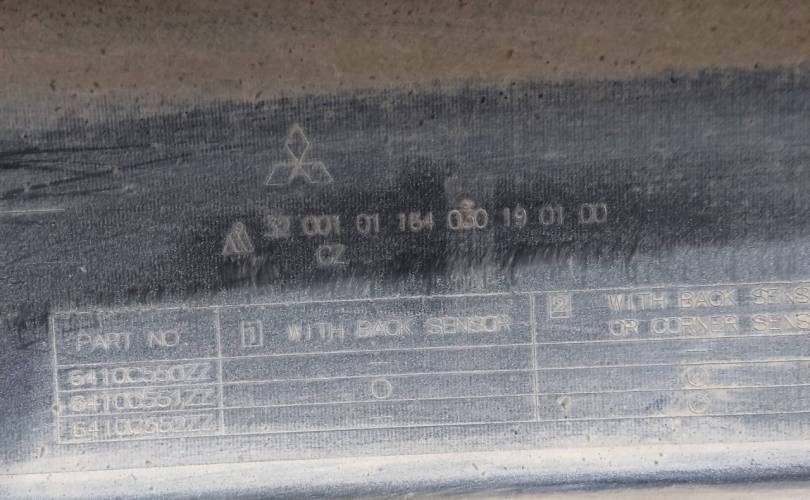 32 001 01 184 030 19 01 00
CZ
PART NO. 1 WITH BACK SENSOR 2 WITH BACK SENS
OR CORNER SENS
6410C550ZZ –
6410C551ZZ ○
6410C552ZZ –